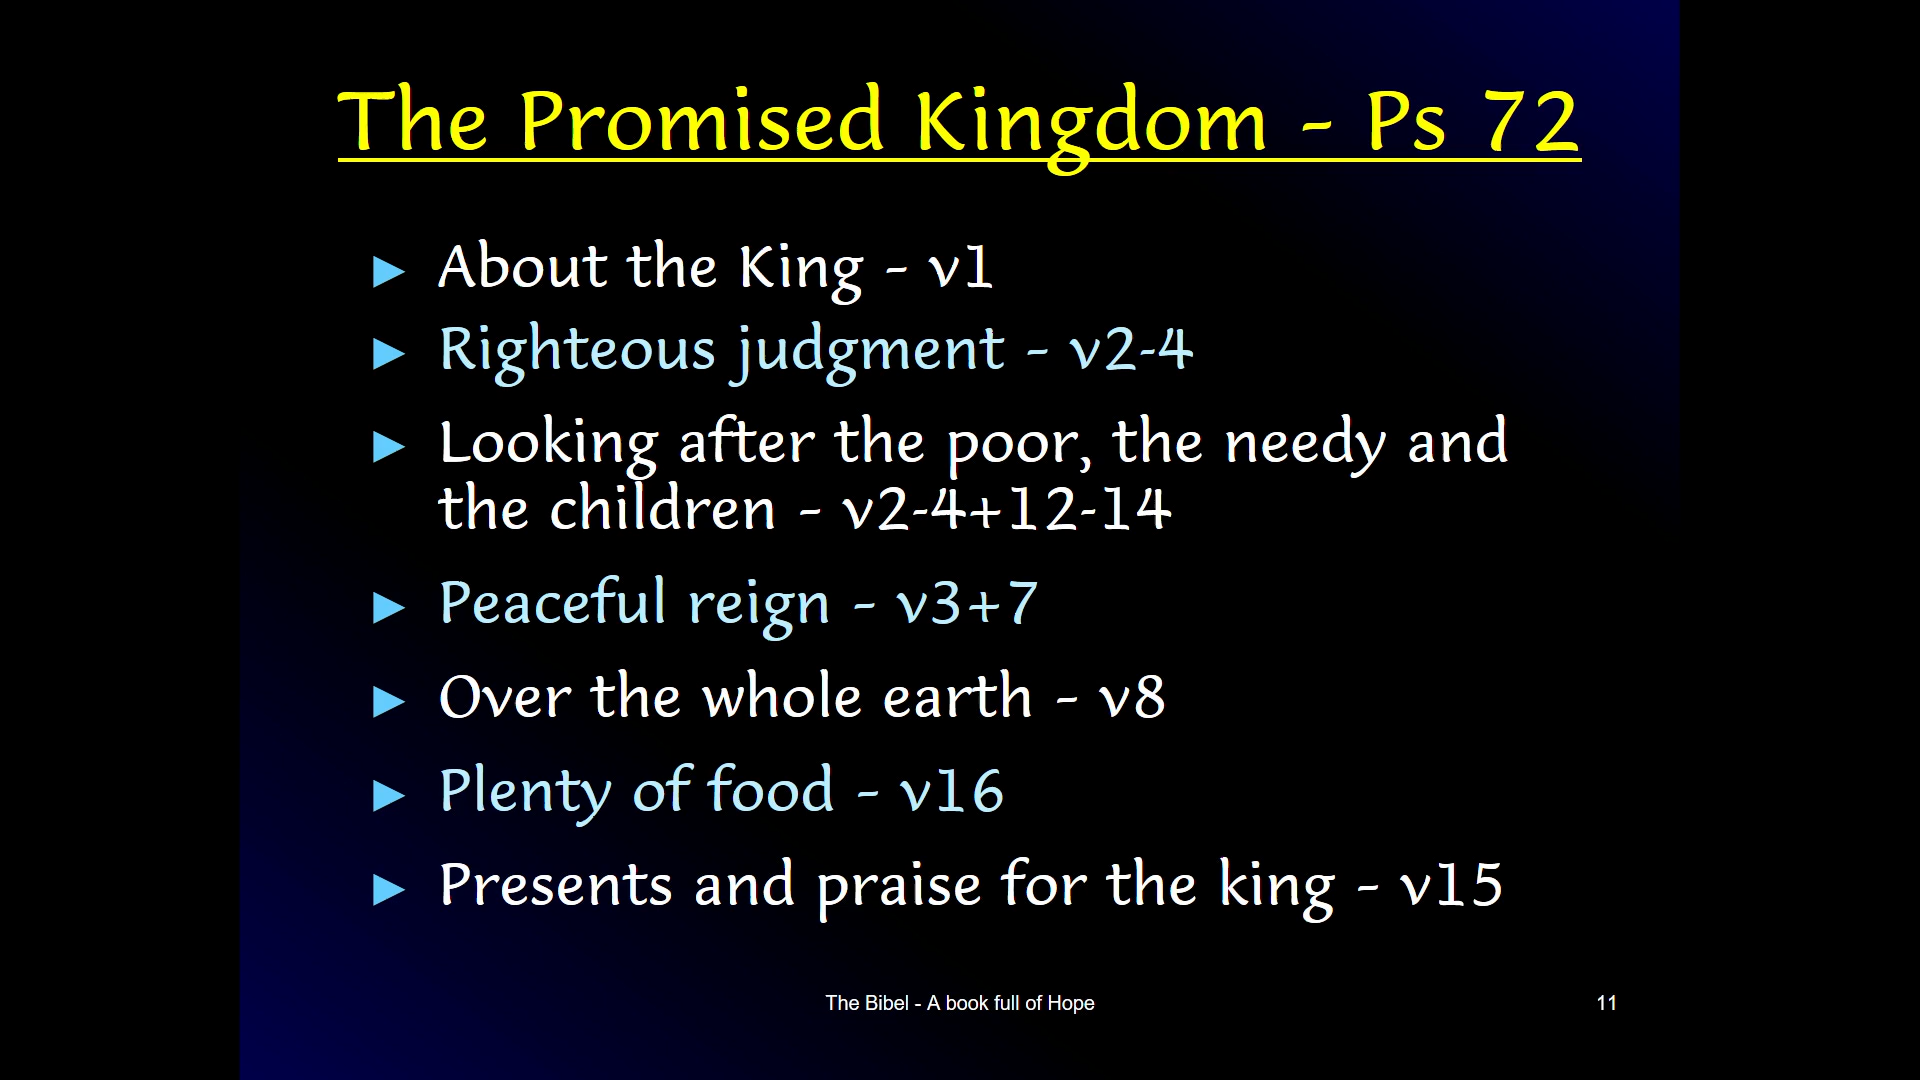 The Promised Kingdom - Ps 72
► About the King - v1
► Righteous judgment - v2-4
► Looking after the poor, the needy and
the children - v2-4+12-14
► Peaceful reign - v3+7
► Over the whole earth - v8
► Plenty of food - v16
► Presents and praise for the king - v15
The Bibel - A book full of Hope
11